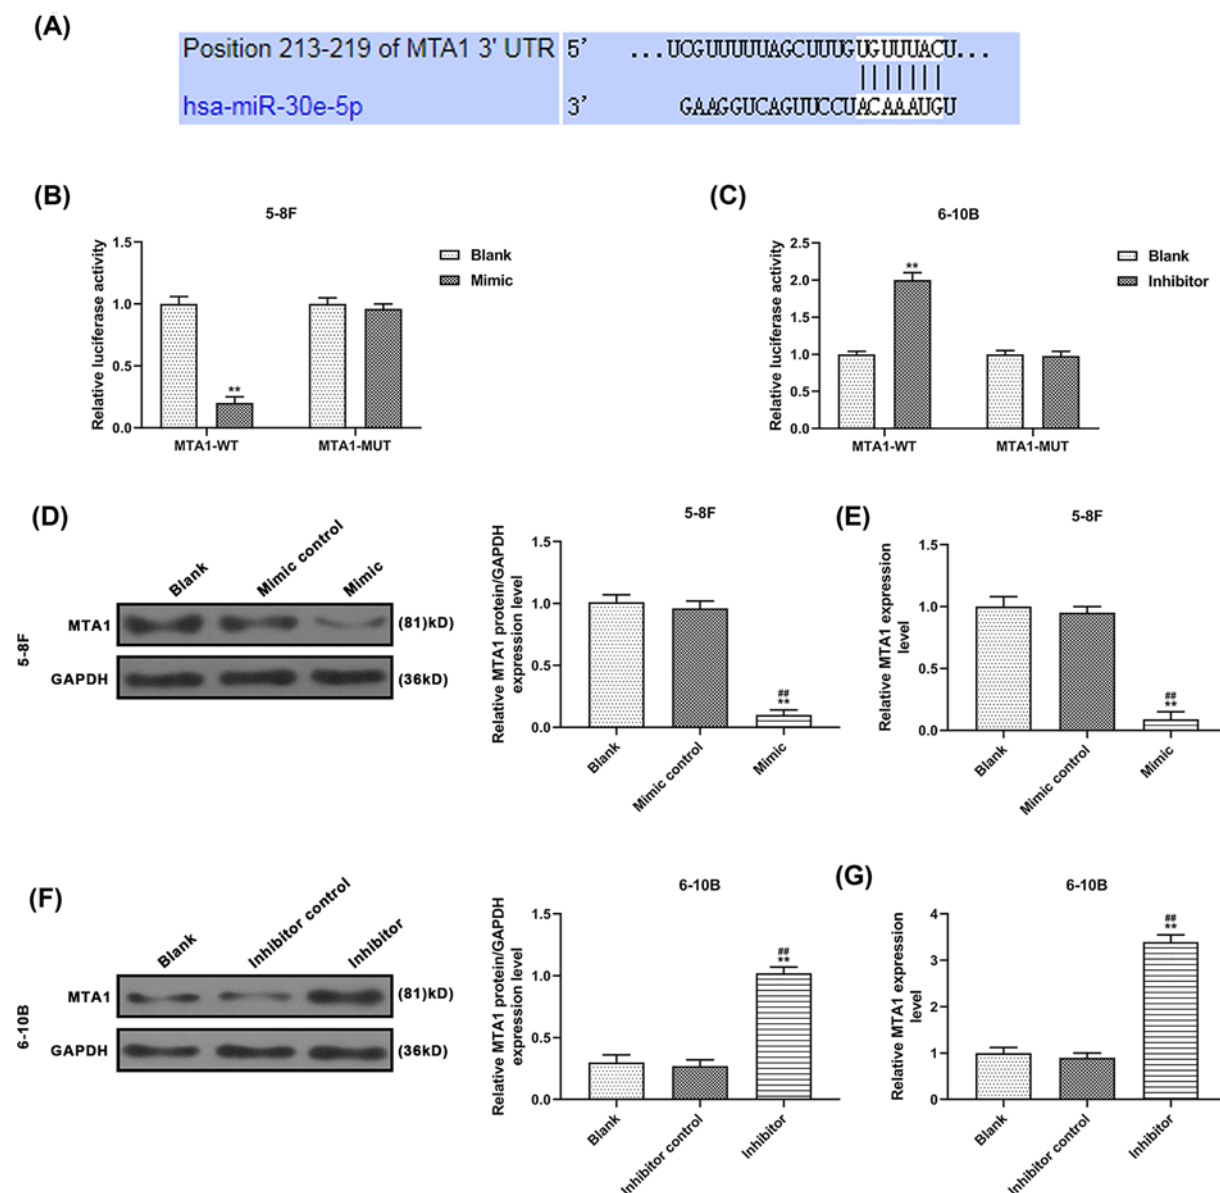 (A)
Position 213-219 of MTA1 3' UTR 5' ...UCGUUUUUAGCUUUGUGUUUACU...
hsa-miR-30e-5p 3' GAAGGUCAGUUCCUACAAAUGU
(B)
5-8F
Relative luciferase activity
1.5
1.0
0.5
0.0
**
MTA1-WT MTA1-MUT
Blank
Mimic
(C)
6-10B
Relative luciferase activity
2.5
2.0
1.5
1.0
0.5
0.0
**
MTA1-WT MTA1-MUT
Blank
Inhibitor
(D)
5-8F
Blank Mimic control Mimic
MTA1 (81)kD)
GAPDH (36kD)
5-8F
Relative MTA1 protein/GAPDH
expression level
1.5
1.0
0.5
0.0
##
**
Blank Mimic control Mimic
(E)
5-8F
Relative MTA1 expression
level
1.5
1.0
0.5
0.0
##
**
Blank Mimic control Mimic
(F)
6-10B
Blank Inhibitor control Inhibitor
MTA1 (81)kD)
GAPDH (36kD)
6-10B
Relative MTA1 protein/GAPDH
expression level
1.5
1.0
0.5
0.0
##
**
Blank Inhibitor control Inhibitor
(G)
6-10B
Relative MTA1 expression
level
4
3
2
1
0
##
**
Blank Inhibitor control Inhibitor